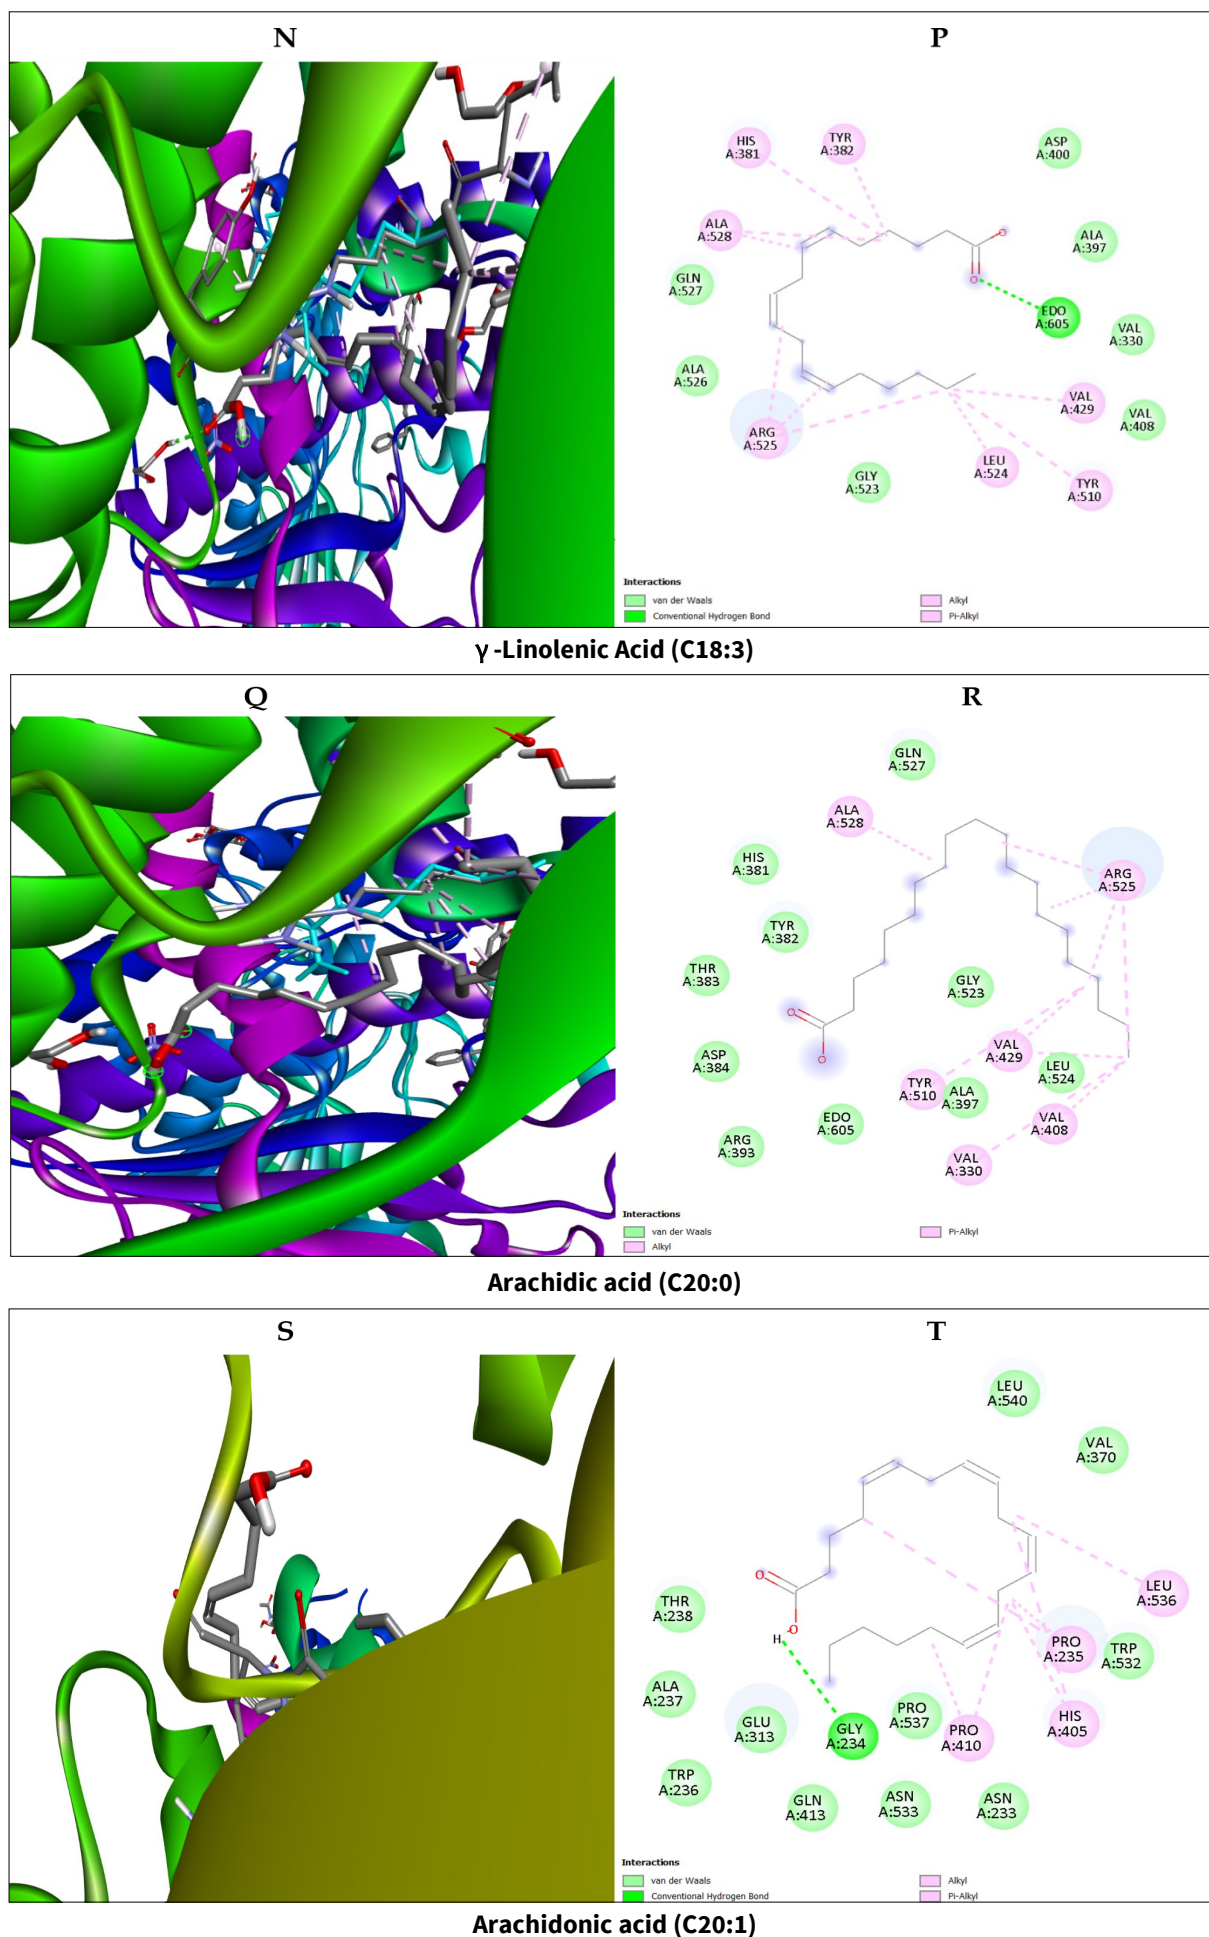 N
P
HIS
A:381
TYR
A:382
ASP
A:400
ALA
A:528
ALA
A:397
GLN
A:527
O
EDO
A:605
VAL
A:330
ALA
A:526
VAL
A:429
VAL
A:408
ARG
A:525
LEU
A:524
GLY
A:523
TYR
A:510
Interactions
van der Waals
Conventional Hydrogen Bond
Alkyl
Pi-Alkyl
γ -Linolenic Acid (C18:3)
Q
R
GLN
A:527
ALA
A:528
HIS
A:381
ARG
A:525
TYR
A:382
THR
A:383
GLY
A:523
O
O
VAL
A:429
ASP
A:384
LEU
A:524
TYR
A:510
ALA
A:397
EDO
A:605
VAL
A:408
ARG
A:393
VAL
A:330
Interactions
van der Waals
Alkyl
Pi-Alkyl
Arachidic acid (C20:0)
S
T
LEU
A:540
VAL
A:370
O
LEU
A:536
THR
A:238
O
H
PRO
A:235
TRP
A:532
ALA
A:237
GLU
A:313
GLY
A:234
PRO
A:537
PRO
A:410
HIS
A:405
TRP
A:236
GLN
A:413
ASN
A:533
ASN
A:233
Interactions
van der Waals
Conventional Hydrogen Bond
Alkyl
Pi-Alkyl
Arachidonic acid (C20:1)